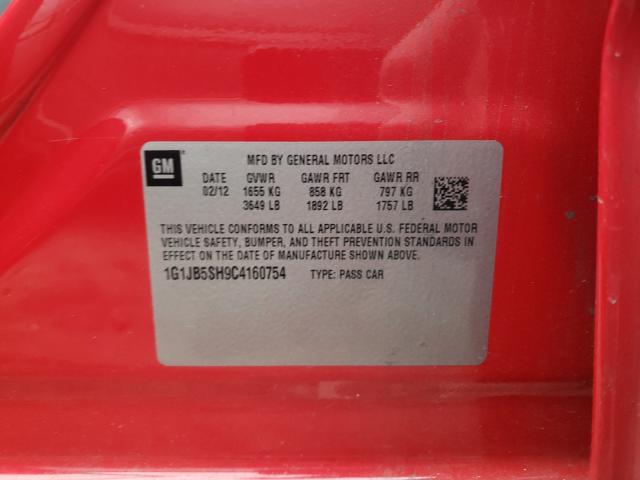 GM
MFD BY GENERAL MOTORS LLC
DATE GVWR GAWR FRT GAWR RR
02/12 1655 KG 858 KG 797 KG
3649 LB 1892 LB 1757 LB
THIS VEHICLE CONFORMS TO ALL APPLICABLE U.S. FEDERAL MOTOR
VEHICLE SAFETY, BUMPER, AND THEFT PREVENTION STANDARDS IN
EFFECT ON THE DATE OF MANUFACTURE SHOWN ABOVE.
1G1JB5SH9C4160754 TYPE: PASS CAR